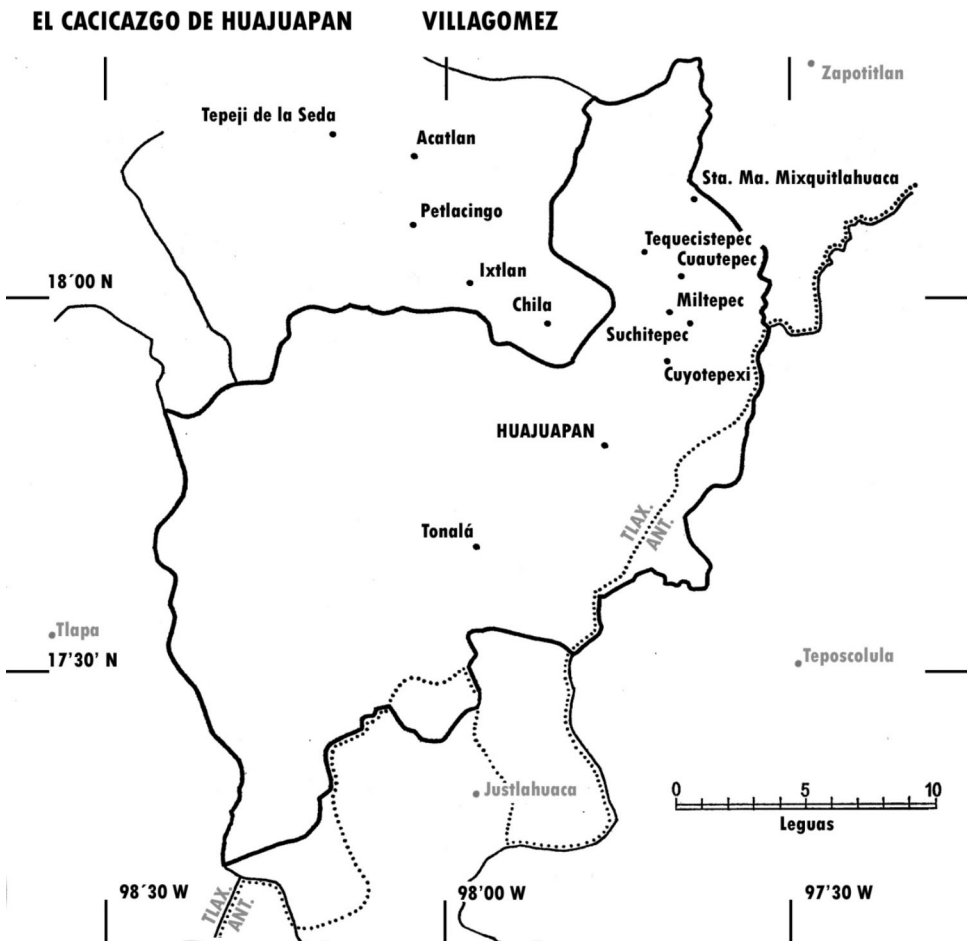 EL CACICAZGO DE HUAJUAPAN VILLAGOMEZ
Zapotitlan
Tepeji de la Seda
Acatlan
Sta. Ma. Mixquitlahuaca
Petlacingo
Tequecistepec
Cuautepec
Ixtlan
18´00 N
Chila
Miltepec
Suchitepec
Cuyotepexi
HUAJUAPAN
TLAX.
ANT.
Tonalá
Tlapa
17'30' N
Teposcolula
Justlahuaca
0 5 10
Leguas
98´30 W
98'00 W
97'30 W
TLAX.
ANT.